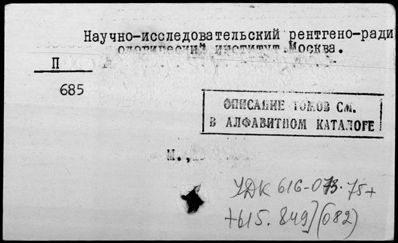 Научно-исследовательский рентгено-ради
ологический институт.Москва.
П
685
ОПИСАНИЕ ТОМОВ СМ.
В АЛФАВИТНОМ КАТАЛОГЕ
М.,
УДК 616-073.75+
+615.849](082)